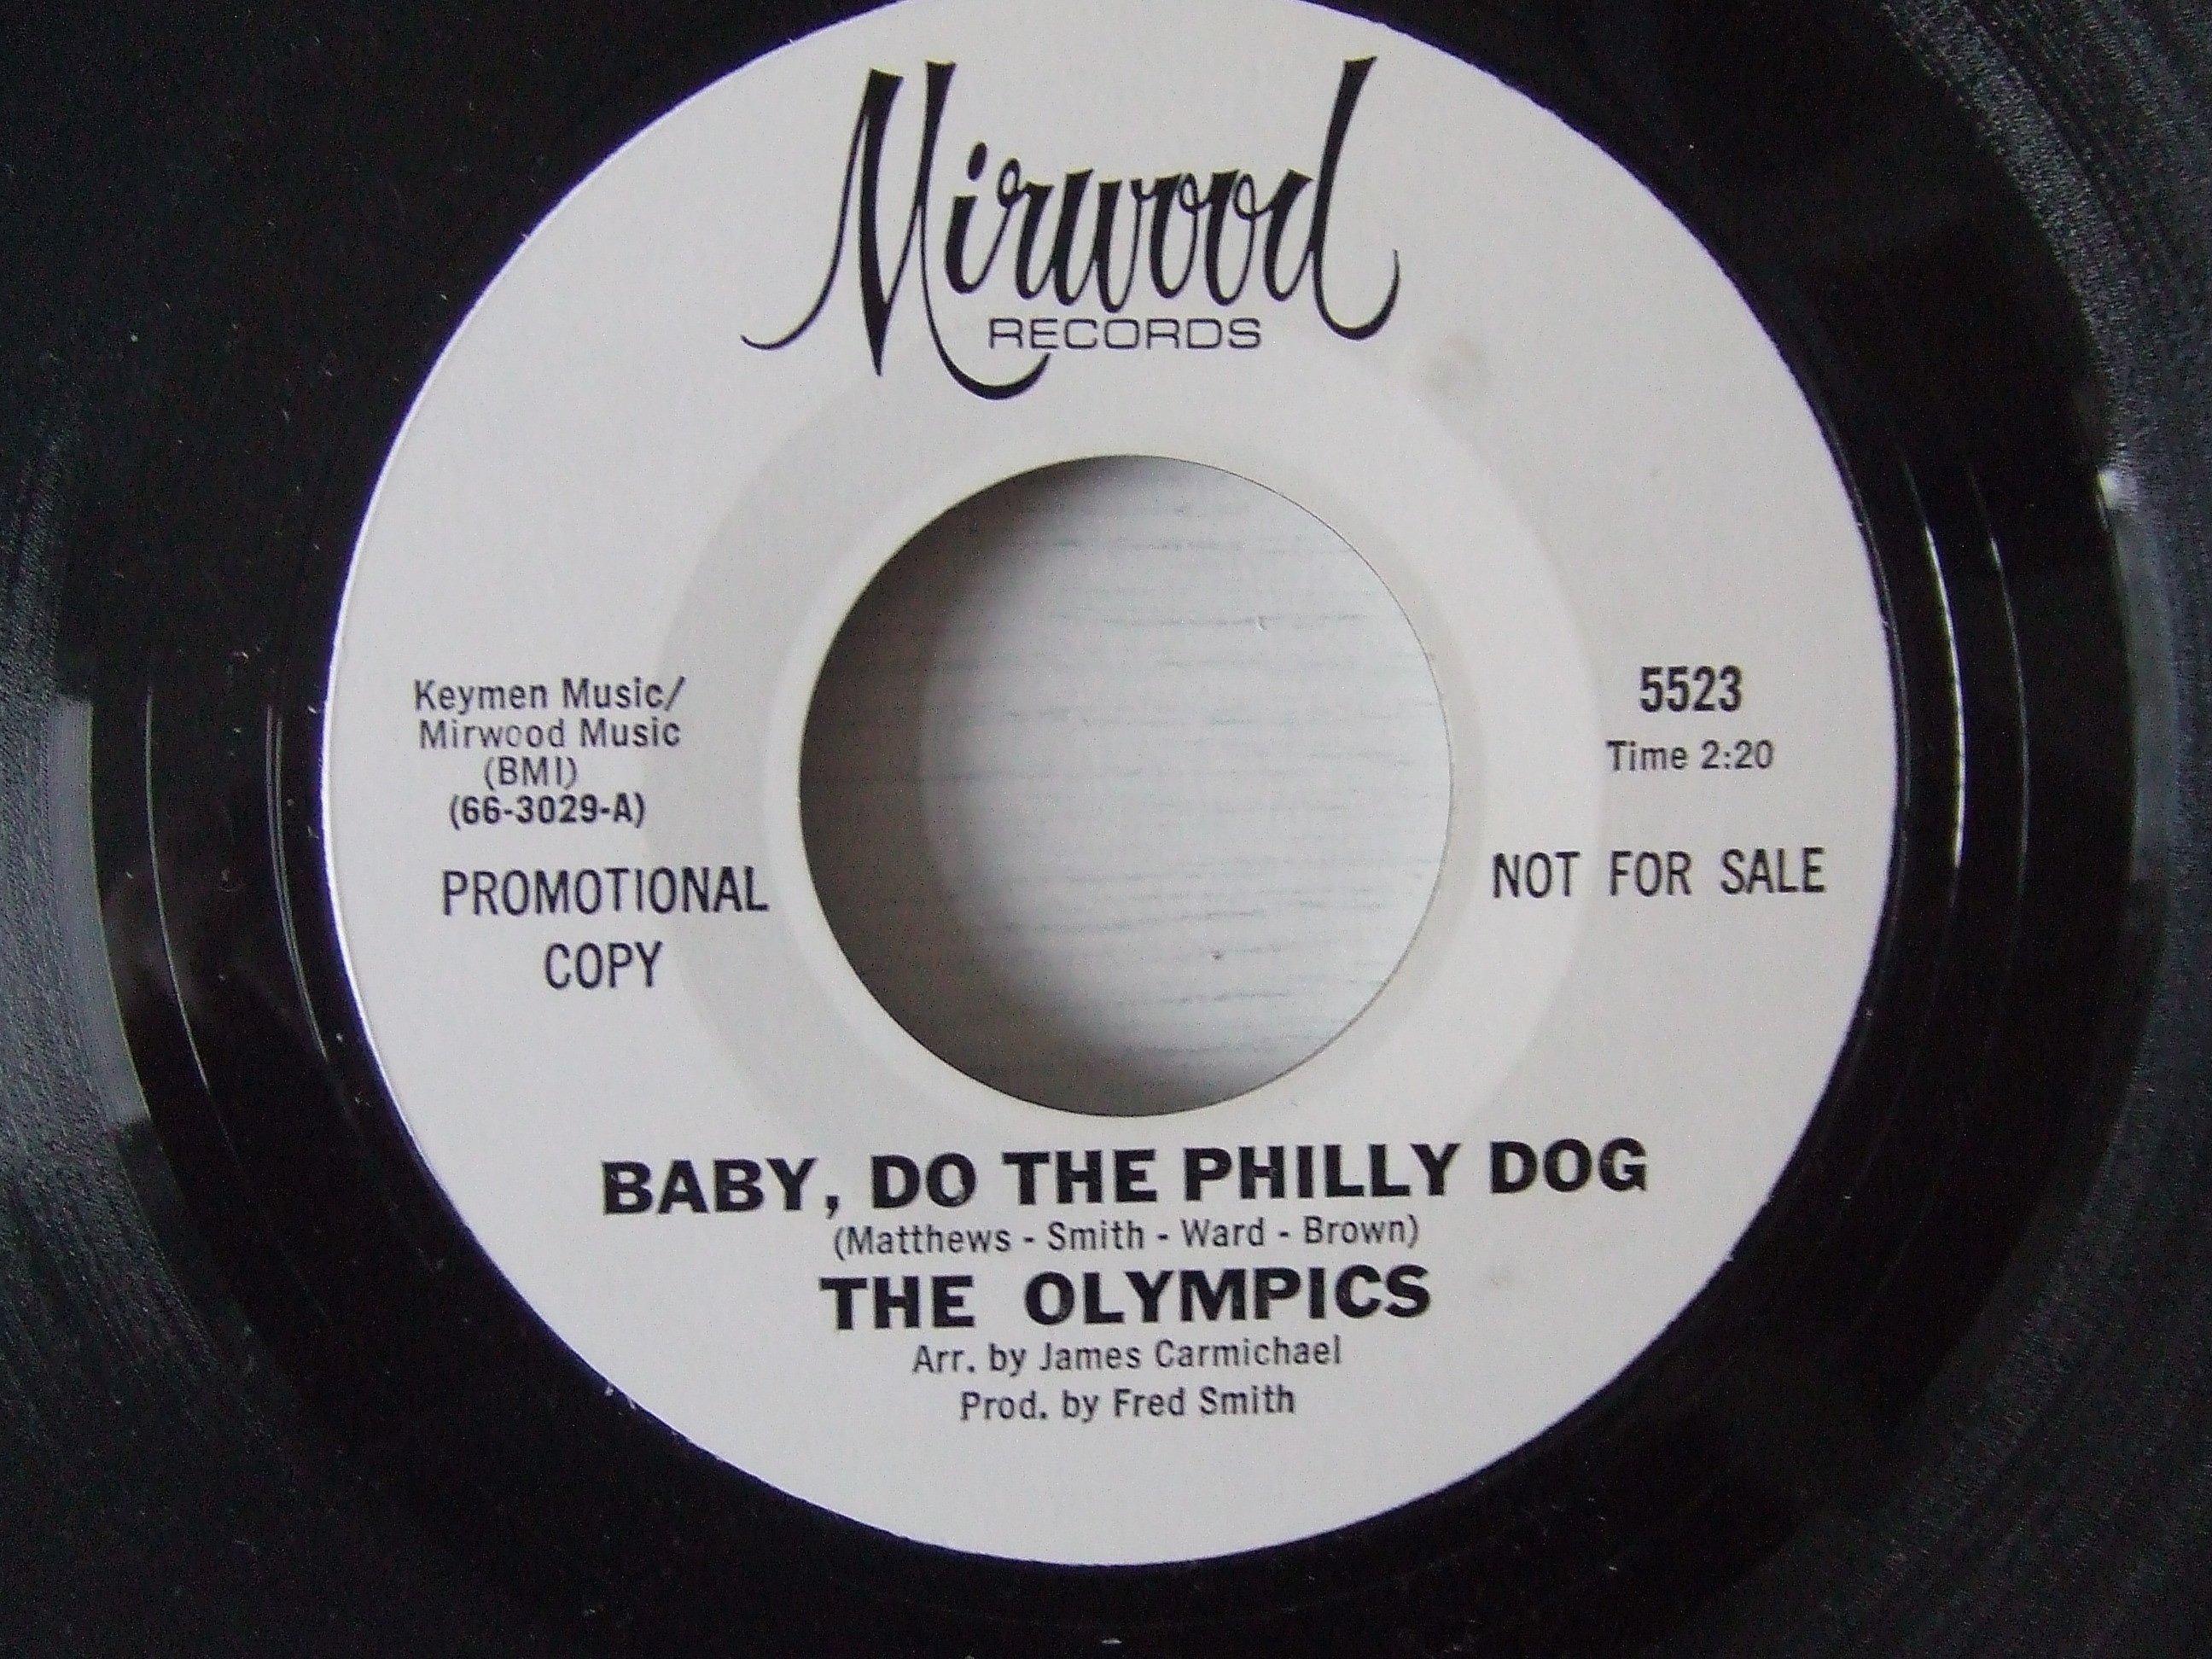 Mirwood
RECORDS
Keymen Music/
Mirwood Music
(BMI)
(66-3029-A)
PROMOTIONAL
COPY
5523
Time 2:20
NOT FOR SALE
BABY, DO THE PHILLY DOG
(Matthews - Smith - Ward - Brown)
THE OLYMPICS
Arr. by James Carmichael
Prod. by Fred Smith